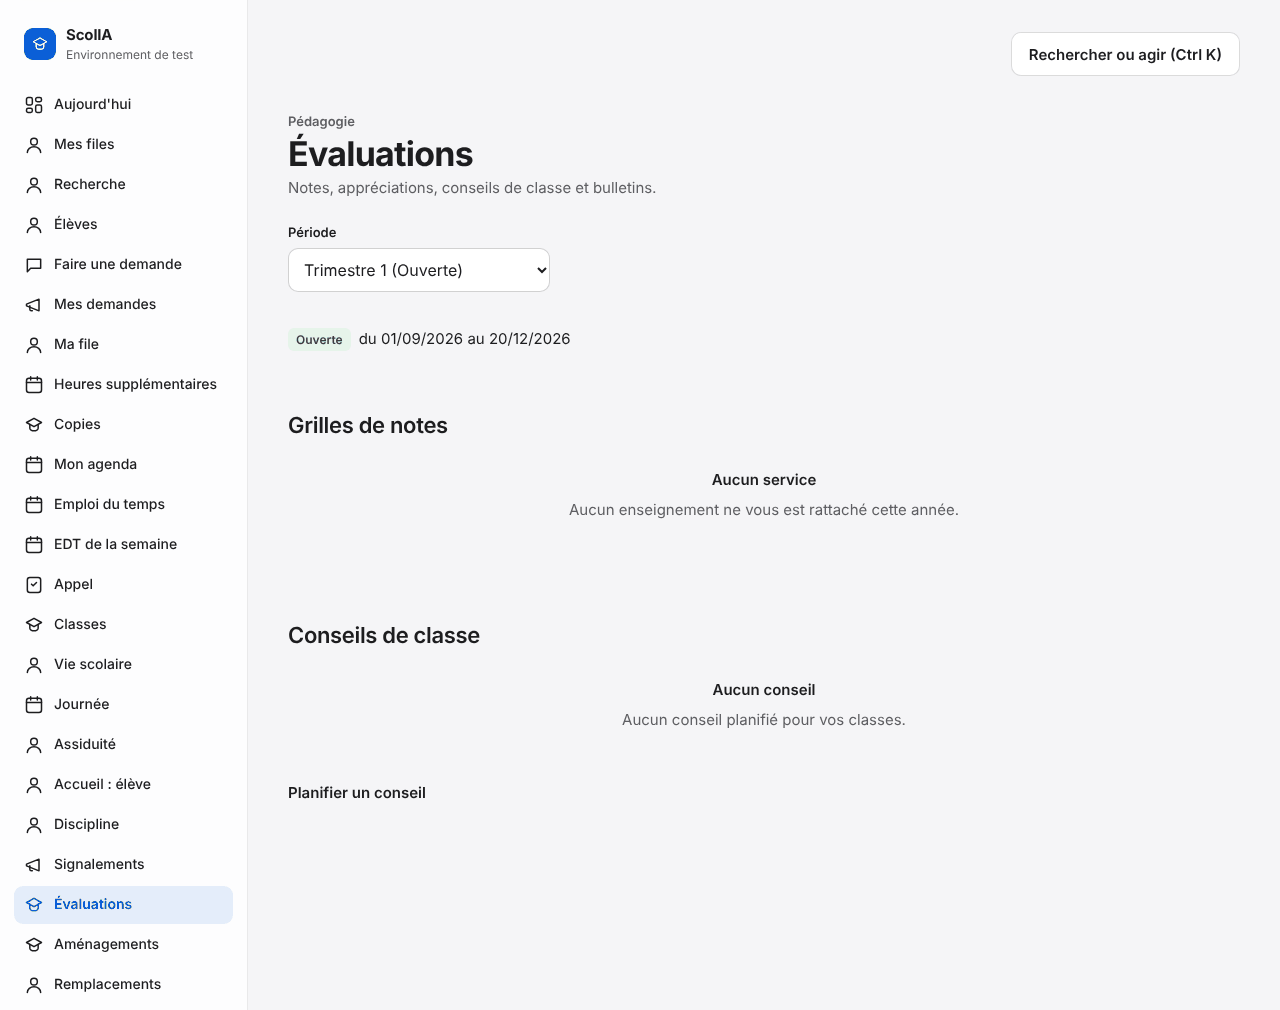 ScolIA
Environnement de test
Aujourd'hui
Mes files
Recherche
Élèves
Faire une demande
Mes demandes
Ma file
Heures supplémentaires
Copies
Mon agenda
Emploi du temps
EDT de la semaine
Appel
Classes
Vie scolaire
Journée
Assiduité
Accueil : élève
Discipline
Signalements
Évaluations
Aménagements
Remplacements
Rechercher ou agir (Ctrl K)
Pédagogie
Évaluations
Notes, appréciations, conseils de classe et bulletins.
Période
Trimestre 1 (Ouverte)
Ouverte du 01/09/2026 au 20/12/2026
Grilles de notes
Aucun service
Aucun enseignement ne vous est rattaché cette année.
Conseils de classe
Aucun conseil
Aucun conseil planifié pour vos classes.
Planifier un conseil